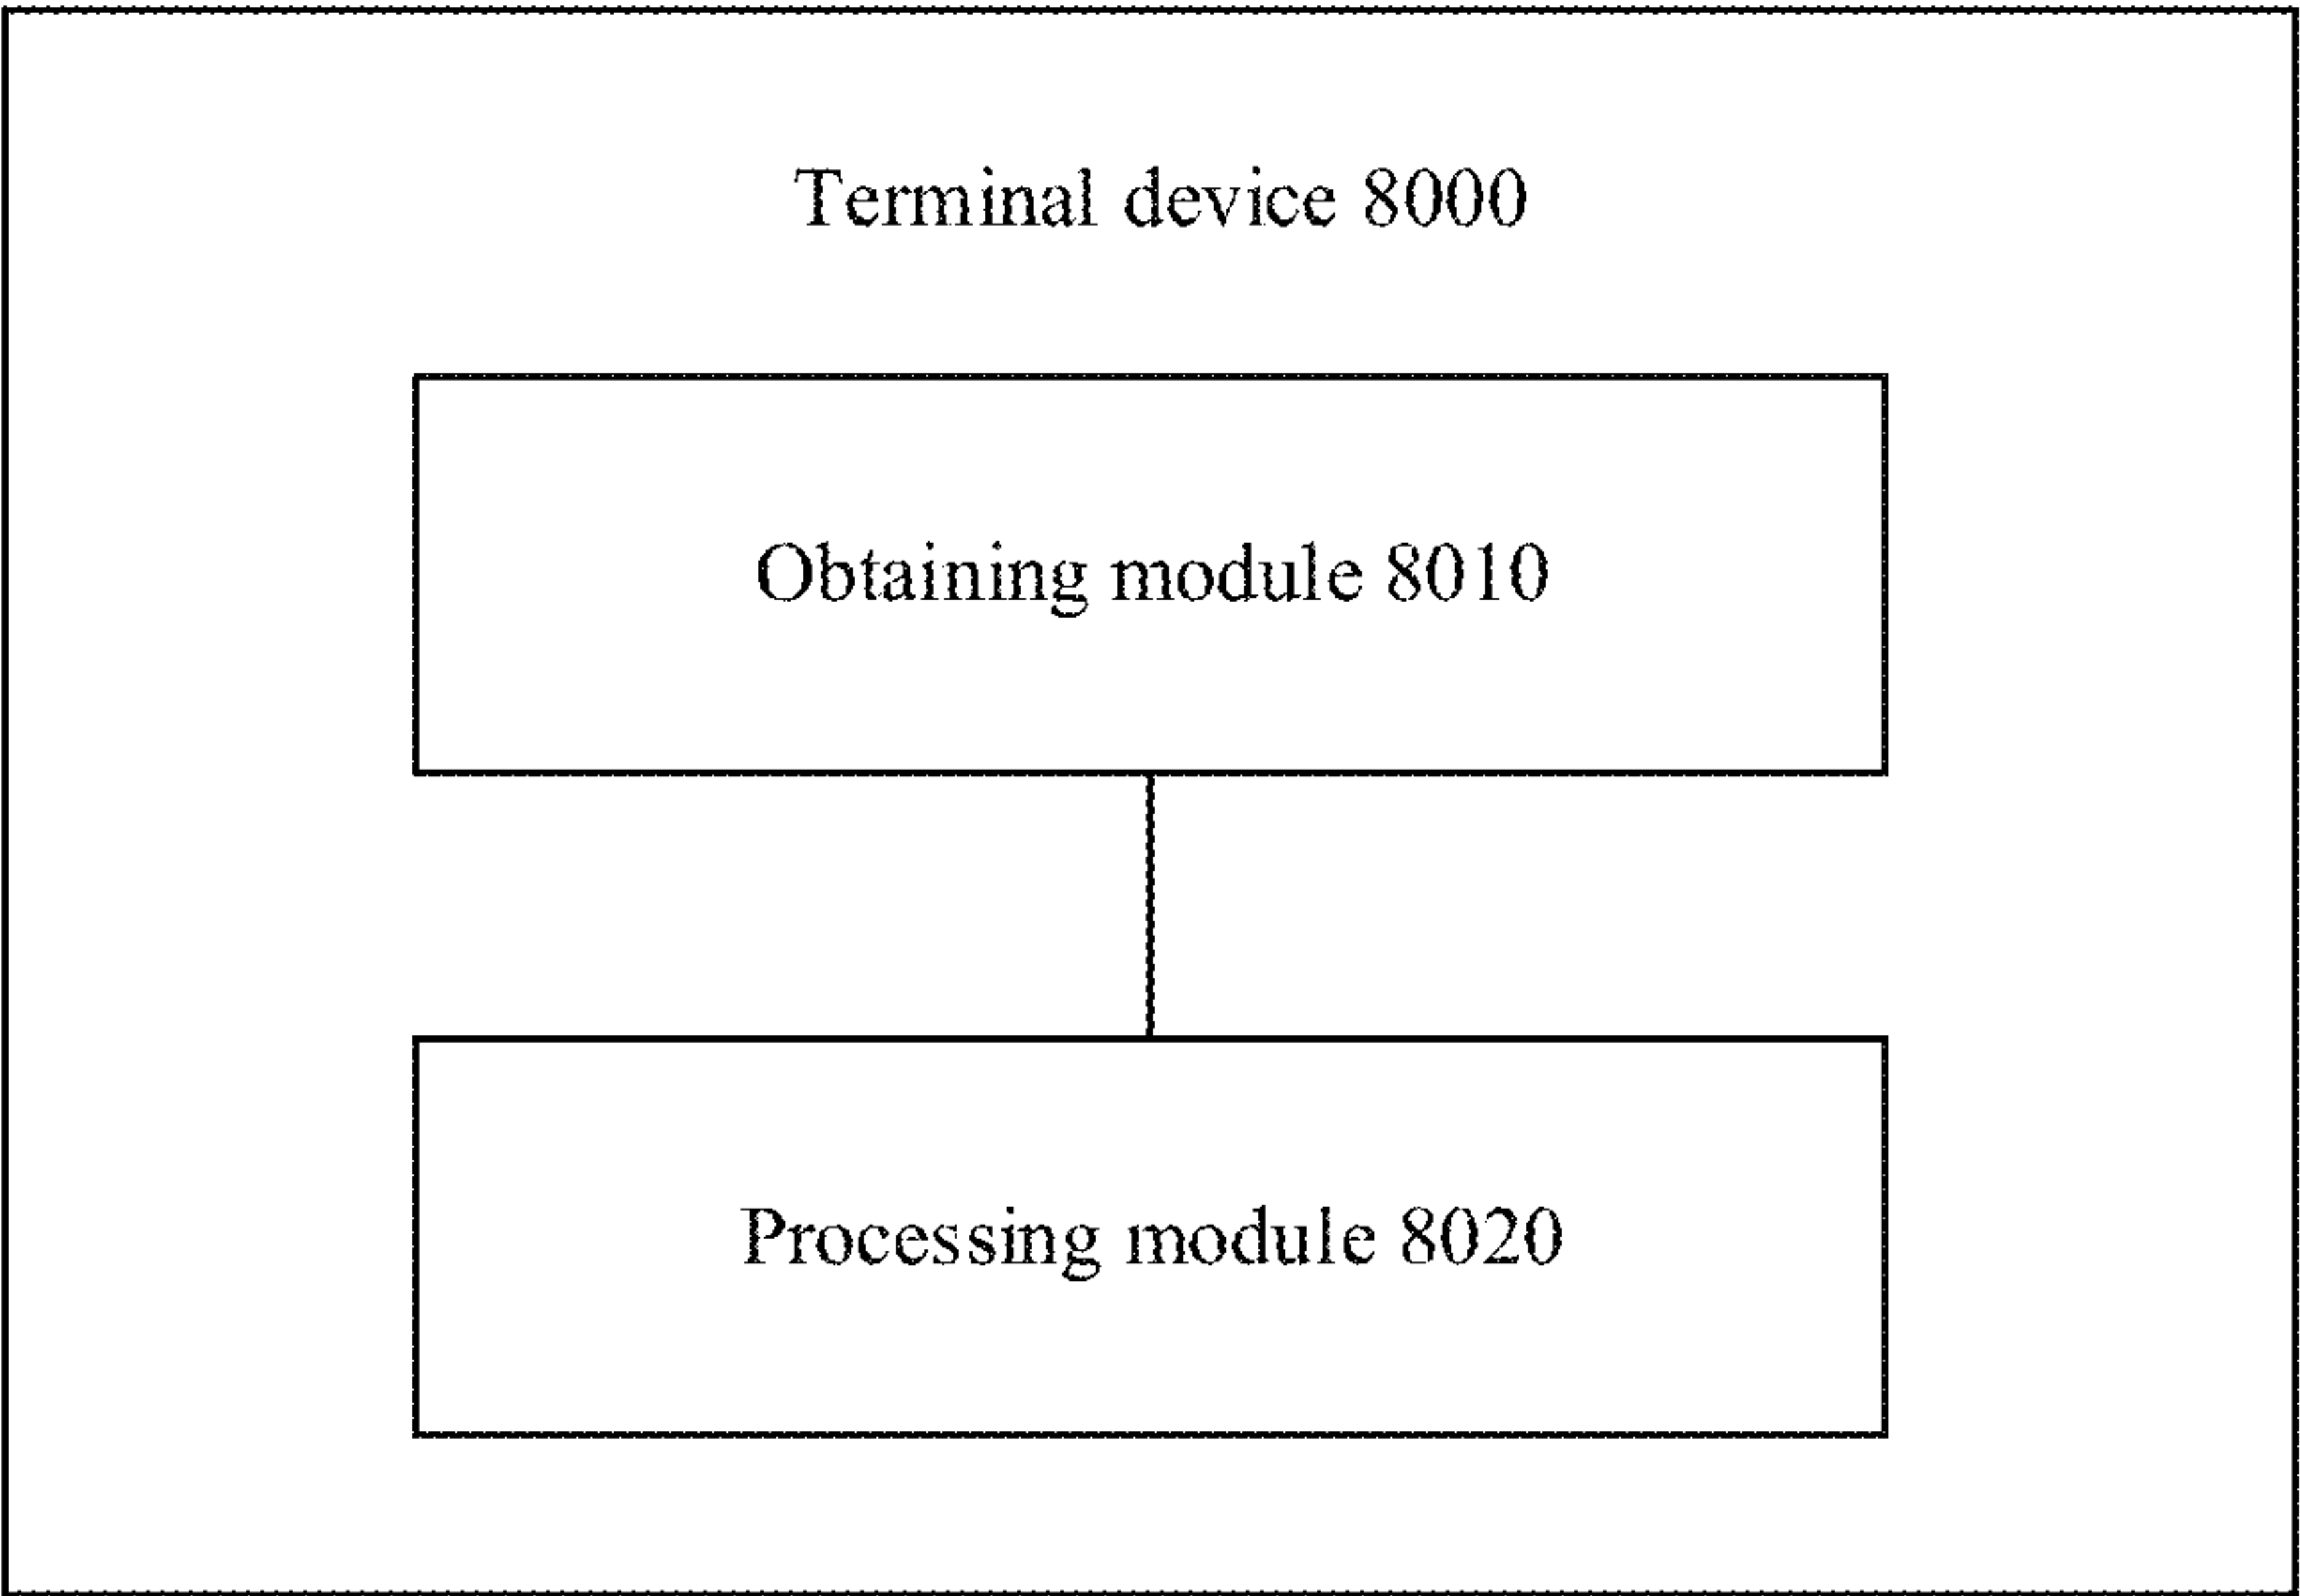 Terminal device 8000
Obtaining module 8010
Processing module 8020